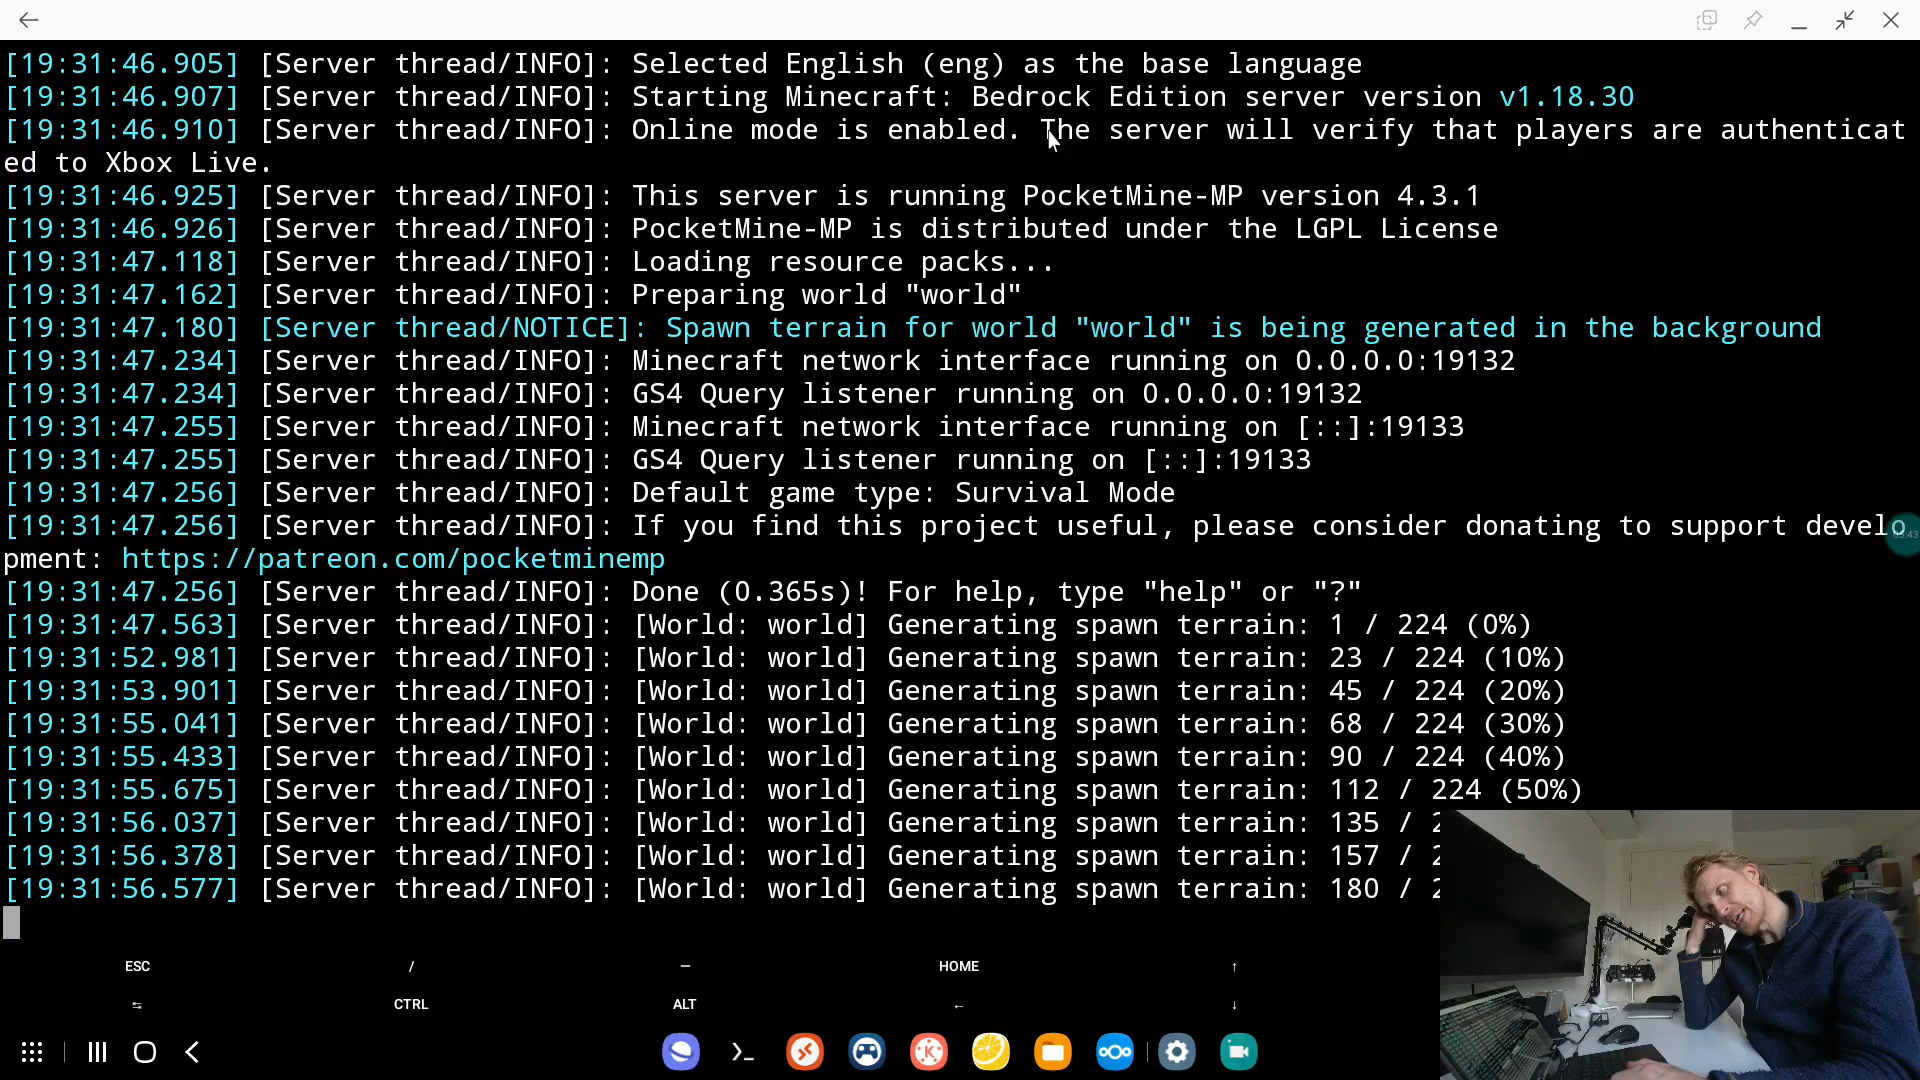 [19:31:46.905] [Server thread/INFO]: Selected English (eng) as the base language
[19:31:46.907] [Server thread/INFO]: Starting Minecraft: Bedrock Edition server version v1.18.30
[19:31:46.910] [Server thread/INFO]: Online mode is enabled. The server will verify that players are authenticat
ed to Xbox Live.
[19:31:46.925] [Server thread/INFO]: This server is running PocketMine-MP version 4.3.1
[19:31:46.926] [Server thread/INFO]: PocketMine-MP is distributed under the LGPL License
[19:31:47.118] [Server thread/INFO]: Loading resource packs...
[19:31:47.162] [Server thread/INFO]: Preparing world "world"
[19:31:47.180] [Server thread/NOTICE]: Spawn terrain for world "world" is being generated in the background
[19:31:47.234] [Server thread/INFO]: Minecraft network interface running on 0.0.0.0:19132
[19:31:47.234] [Server thread/INFO]: GS4 Query listener running on 0.0.0.0:19132
[19:31:47.255] [Server thread/INFO]: Minecraft network interface running on [::]:19133
[19:31:47.255] [Server thread/INFO]: GS4 Query listener running on [::]:19133
[19:31:47.256] [Server thread/INFO]: Default game type: Survival Mode
[19:31:47.256] [Server thread/INFO]: If you find this project useful, please consider donating to support develo
pment: https://patreon.com/pocketminemp
[19:31:47.256] [Server thread/INFO]: Done (0.365s)! For help, type "help" or "?"
[19:31:47.563] [Server thread/INFO]: [World: world] Generating spawn terrain: 1 / 224 (0%)
[19:31:52.981] [Server thread/INFO]: [World: world] Generating spawn terrain: 23 / 224 (10%)
[19:31:53.901] [Server thread/INFO]: [World: world] Generating spawn terrain: 45 / 224 (20%)
[19:31:55.041] [Server thread/INFO]: [World: world] Generating spawn terrain: 68 / 224 (30%)
[19:31:55.433] [Server thread/INFO]: [World: world] Generating spawn terrain: 90 / 224 (40%)
[19:31:55.675] [Server thread/INFO]: [World: world] Generating spawn terrain: 112 / 224 (50%)
[19:31:56.037] [Server thread/INFO]: [World: world] Generating spawn terrain: 135 / 2
[19:31:56.378] [Server thread/INFO]: [World: world] Generating spawn terrain: 157 / 2
[19:31:56.577] [Server thread/INFO]: [World: world] Generating spawn terrain: 180 / 2
ESC / — HOME ↑
CTRL ALT ← ↓